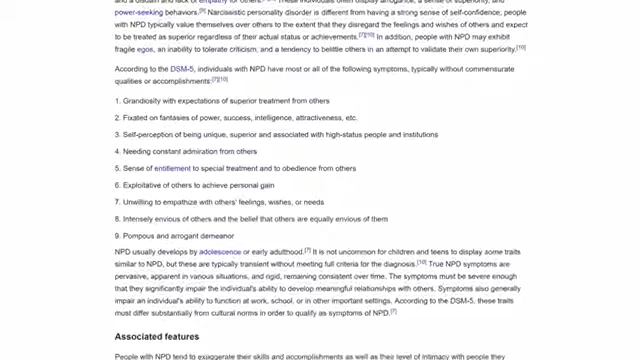 and a disdain and lack of empathy for others.
These individuals often display arrogance, a sense of superiority, and
power-seeking behaviors.[9] Narcissistic personality disorder is different from having a strong sense of self-confidence; people
with NPD typically value themselves over others to the extent that they disregard the feelings and wishes of others and expect
to be treated as superior regardless of their actual status or achievements.[7][10] In addition, people with NPD may exhibit
fragile egos, an inability to tolerate criticism, and a tendency to belittle others in an attempt to validate their own superiority.[10]
According to the DSM-5, individuals with NPD have most or all of the following symptoms, typically without commensurate
qualities or accomplishments:[7][10]
1. Grandiosity with expectations of superior treatment from others
2. Fixated on fantasies of power, success, intelligence, attractiveness, etc.
3. Self-perception of being unique, superior and associated with high-status people and institutions
4. Needing constant admiration from others
5. Sense of entitlement to special treatment and to obedience from others
6. Exploitative of others to achieve personal gain
7. Unwilling to empathize with others' feelings, wishes, or needs
8. Intensely envious of others and the belief that others are equally envious of them
9. Pompous and arrogant demeanor
NPD usually develops by adolescence or early adulthood.[7] It is not uncommon for children and teens to display some traits
similar to NPD, but these are typically transient without meeting full criteria for the diagnosis.[10] True NPD symptoms are
pervasive, apparent in various situations, and rigid, remaining consistent over time. The symptoms must be severe enough
that they significantly impair the individual's ability to develop meaningful relationships with others. Symptoms also generally
impair an individual's ability to function at work, school, or in other important settings. According to the DSM-5, these traits
must differ substantially from cultural norms in order to qualify as symptoms of NPD.[7]
Associated features
People with NPD tend to exaggerate their skills and accomplishments as well as their level of intimacy with people they